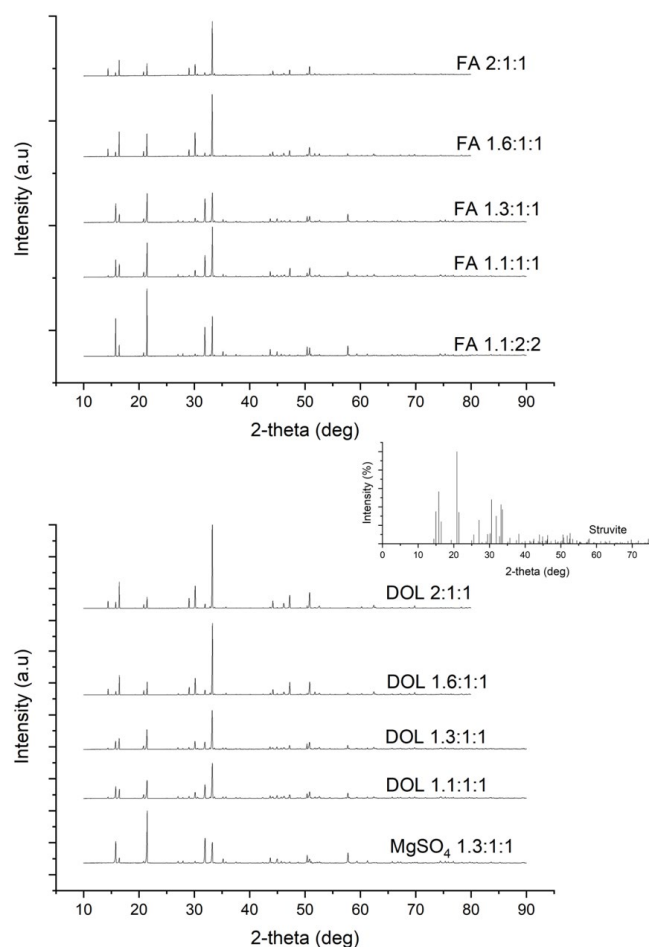 FA 2:1:1
FA 1.6:1:1
FA 1.3:1:1
FA 1.1:1:1
FA 1.1:2:2
Intensity (a.u)
10 20 30 40 50 60 70 80 90
2-theta (deg)
Intensity (%)
Struvite
0 10 20 30 40 50 60 70
2-theta (deg)
DOL 2:1:1
DOL 1.6:1:1
DOL 1.3:1:1
DOL 1.1:1:1
MgSO₄ 1.3:1:1
Intensity (a.u)
10 20 30 40 50 60 70 80 90
2-theta (deg)